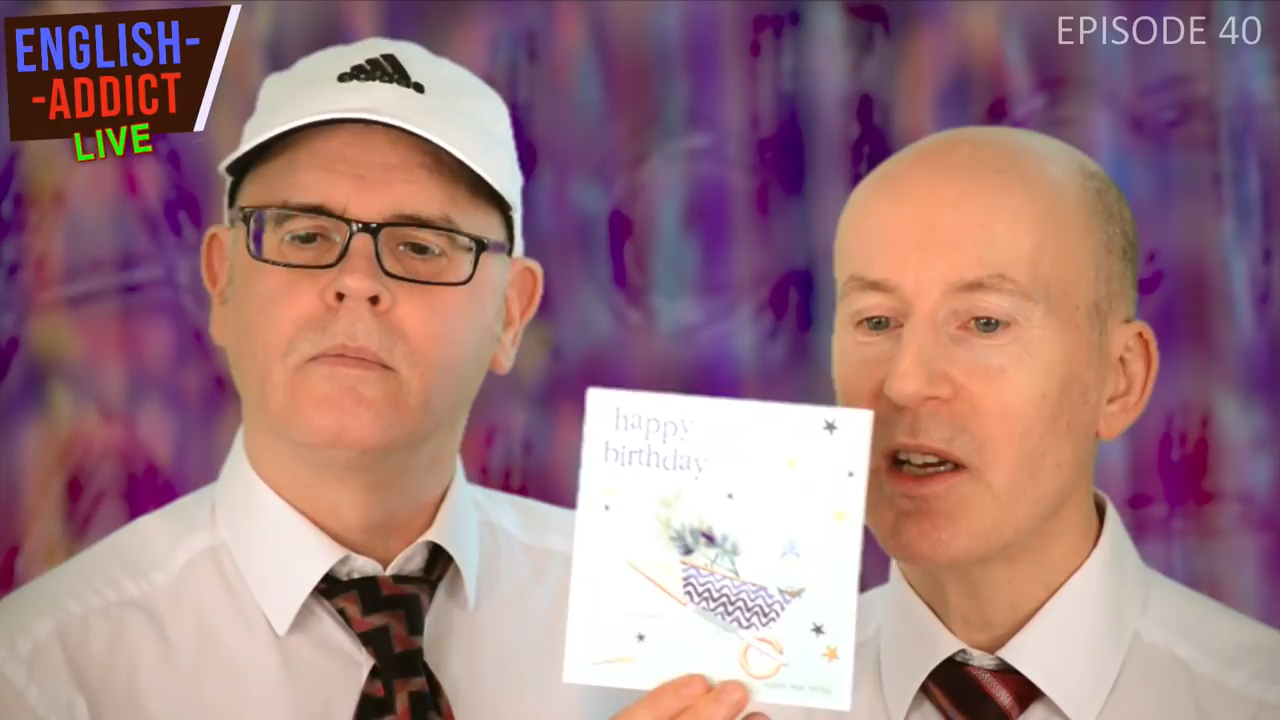 ENGLISH-
-ADDICT
LIVE
EPISODE 40
happy
birthday